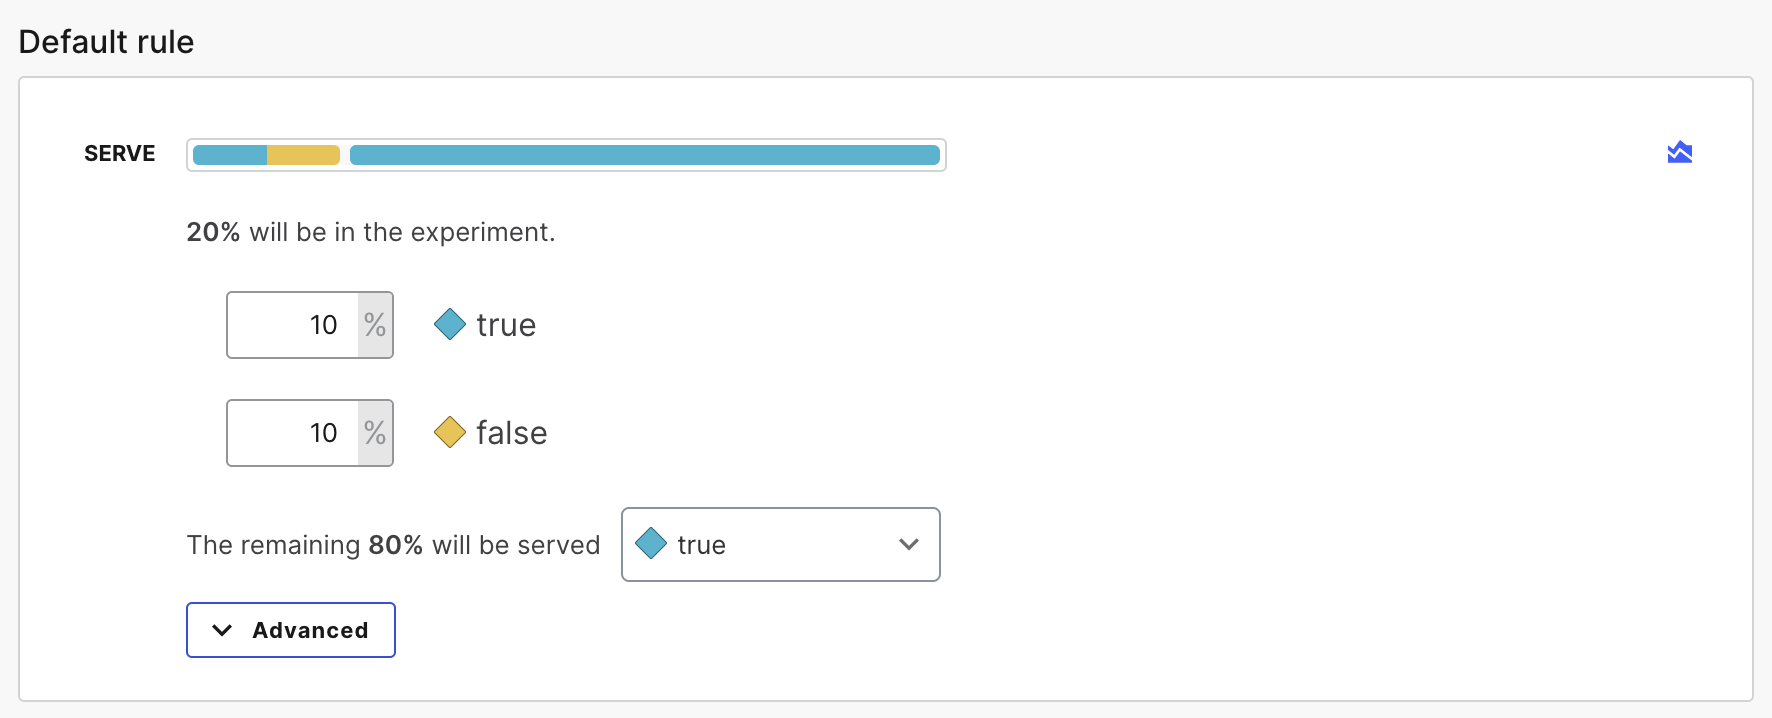 Default rule
SERVE
20% will be in the experiment.
10 % true
10 % false
The remaining 80% will be served true
Advanced